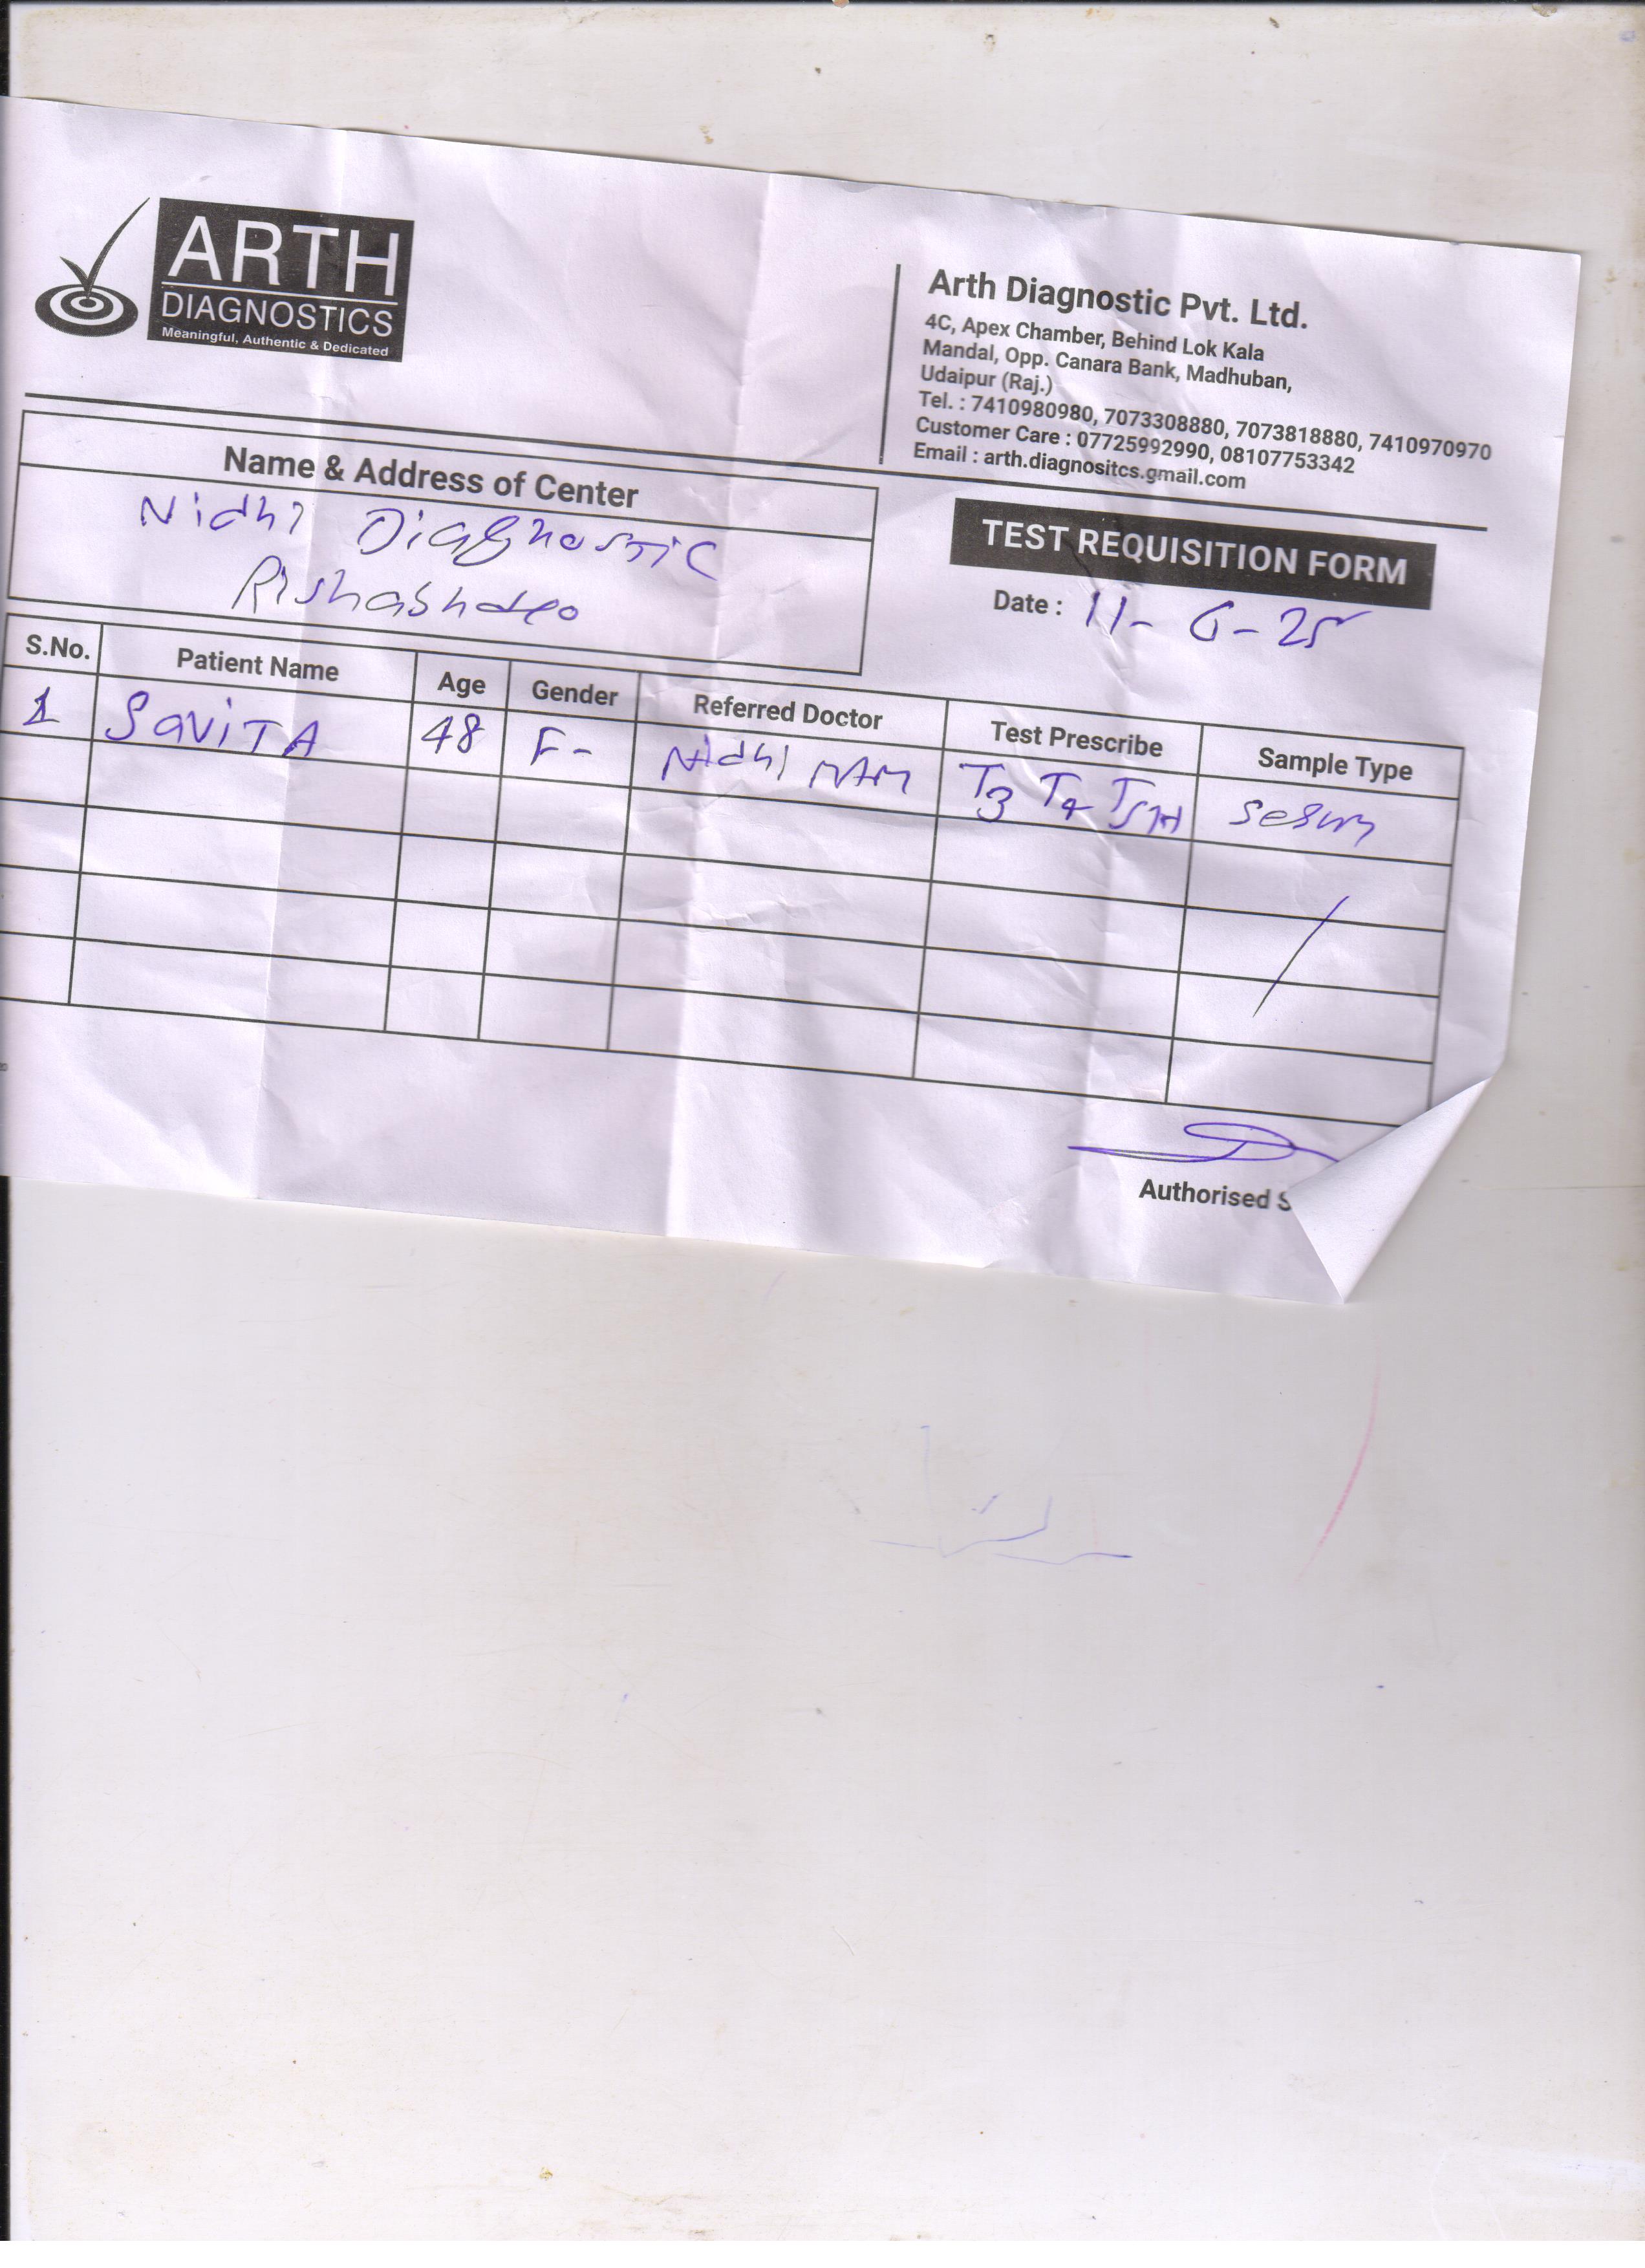 ARTH
DIAGNOSTICS
Meaningful, Authentic & Dedicated
Arth Diagnostic Pvt. Ltd.
4C, Apex Chamber, Behind Lok Kala
Mandal, Opp. Canara Bank, Madhuban,
Udaipur (Raj.)
Tel. : 7410980980, 7073308880, 7073818880, 7410970970
Customer Care : 07725992990, 08107753342
Email : arth.diagnositcs.gmail.com
Name & Address of Center
Nidhi Diagnostic
Rishabhdeo
TEST REQUISITION FORM
Date : 11-6-25
S.No. Patient Name Age Gender Referred Doctor Test Prescribe Sample Type
1 SaviTA 48 F- Nidhi MAM T3 T4 TSH serum
Authorised S